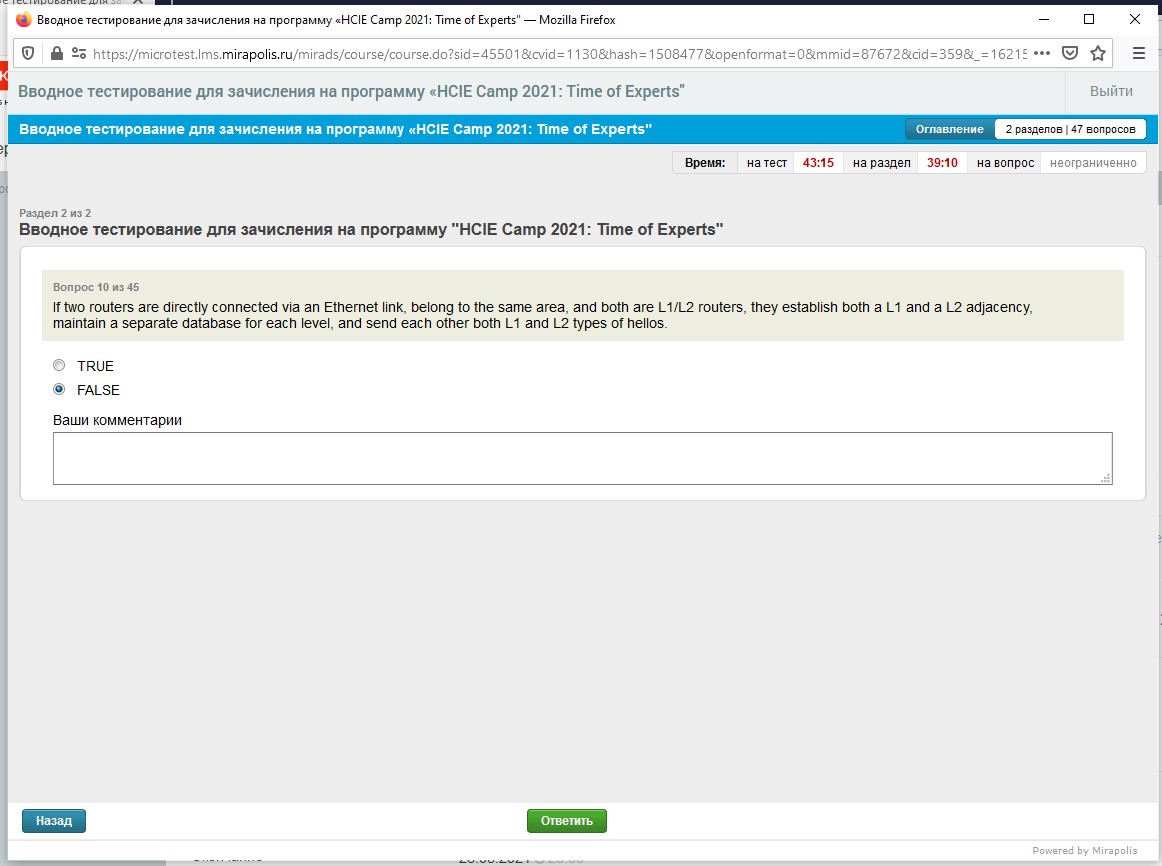 Вводное тестирование для зачисления на программу «HCIE Camp 2021: Time of Experts" — Mozilla Firefox
https://microtest.lms.mirapolis.ru/mirads/course/course.do?sid=45501&cvid=1130&hash=1508477&openformat=0&mmid=87672&cid=359&_=16215
Вводное тестирование для зачисления на программу «HCIE Camp 2021: Time of Experts"
Выйти
Вводное тестирование для зачисления на программу «HCIE Camp 2021: Time of Experts"
Оглавление 2 разделов | 47 вопросов
Время: на тест 43:15 на раздел 39:10 на вопрос неограниченно
Раздел 2 из 2
Вводное тестирование для зачисления на программу "HCIE Camp 2021: Time of Experts"
Вопрос 10 из 45
If two routers are directly connected via an Ethernet link, belong to the same area, and both are L1/L2 routers, they establish both a L1 and a L2 adjacency,
maintain a separate database for each level, and send each other both L1 and L2 types of hellos.
TRUE
FALSE
Ваши комментарии
Назад
Ответить
Powered by Mirapolis